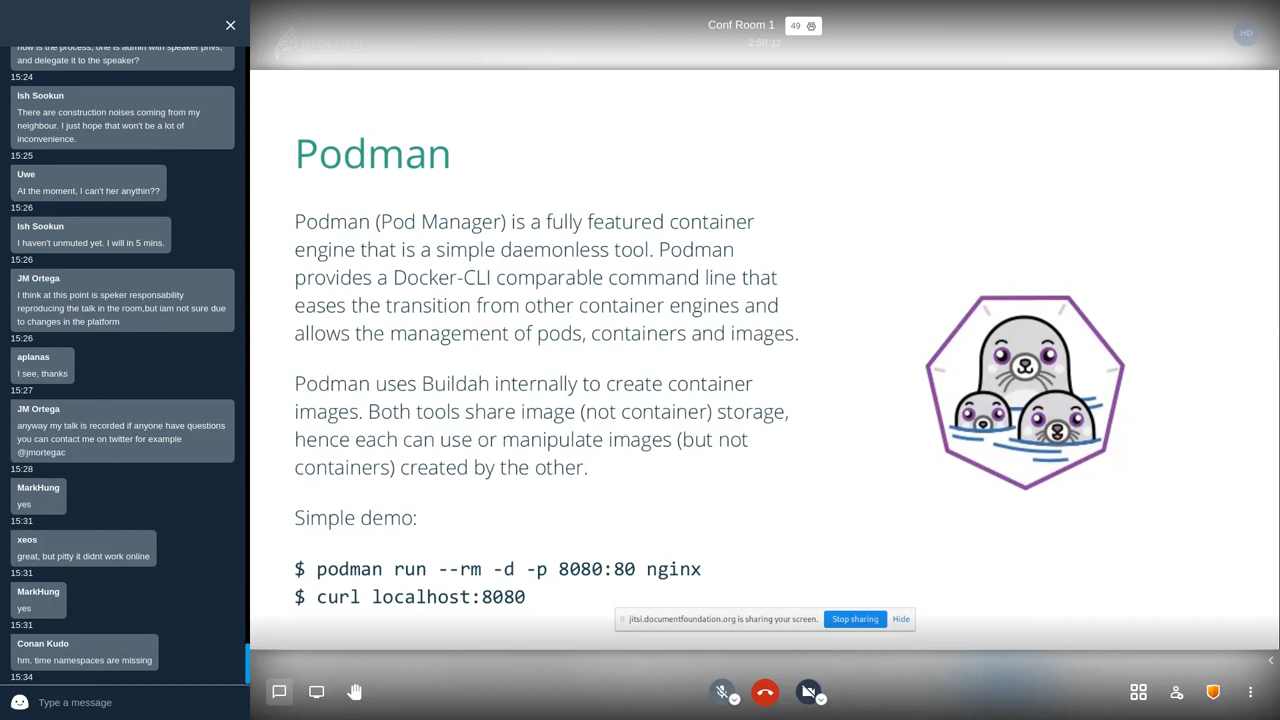 Conf Room 1
49
2:58:12
HD
jitsi.org
how is the process, one is admin with speaker privs,
and delegate it to the speaker?
15:24
Ish Sookun
There are construction noises coming from my
neighbour. I just hope that won't be a lot of
inconvenience.
15:25
Uwe
At the moment, I can't her anythin??
15:26
Ish Sookun
I haven't unmuted yet. I will in 5 mins.
15:26
JM Ortega
I think at this point is speker responsability
reproducing the talk in the room,but iam not sure due
to changes in the platform
15:26
aplanas
I see, thanks
15:27
JM Ortega
anyway my talk is recorded if anyone have questions
you can contact me on twitter for example
@jmortegac
15:28
MarkHung
yes
15:31
xeos
great, but pitty it didnt work online
15:31
MarkHung
yes
15:31
Conan Kudo
hm, time namespaces are missing
15:34
Type a message
Podman
Podman (Pod Manager) is a fully featured container
engine that is a simple daemonless tool. Podman
provides a Docker-CLI comparable command line that
eases the transition from other container engines and
allows the management of pods, containers and images.
Podman uses Buildah internally to create container
images. Both tools share image (not container) storage,
hence each can use or manipulate images (but not
containers) created by the other.
Simple demo:
$ podman run --rm -d -p 8080:80 nginx
$ curl localhost:8080
jitsi.documentfoundation.org is sharing your screen. Stop sharing Hide